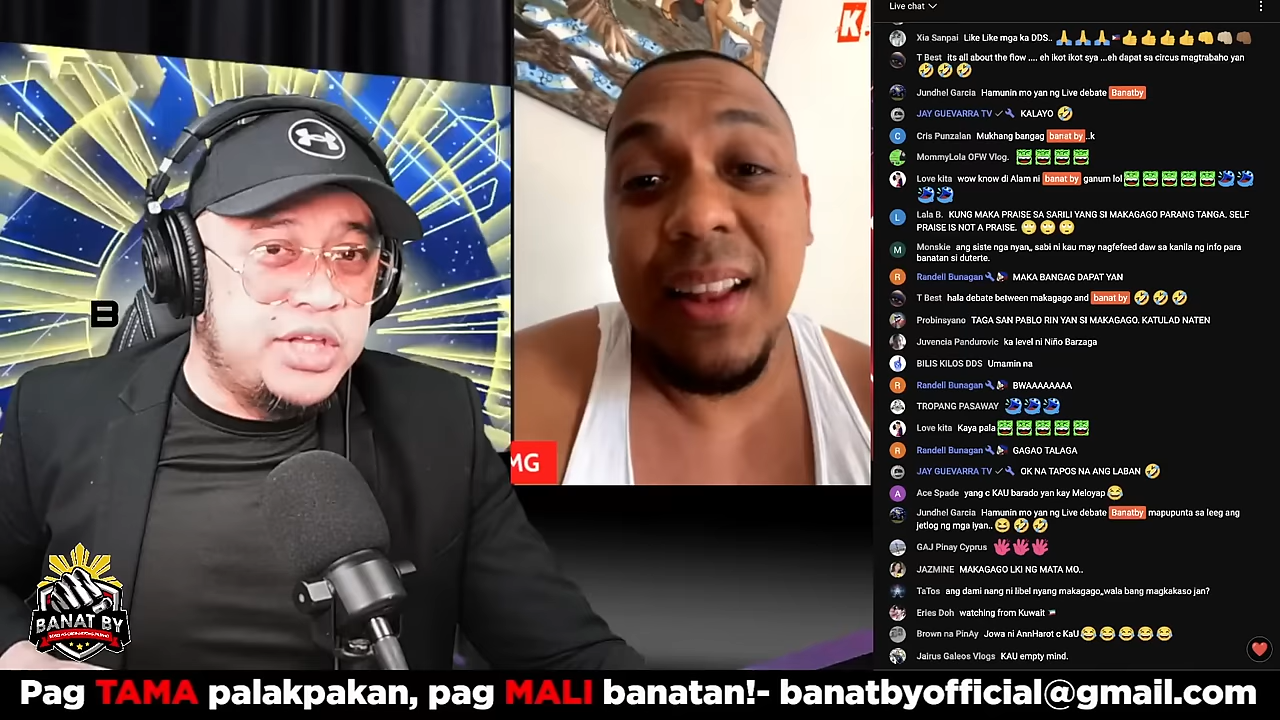 K.
MG
B
BANAT BY
Live chat
Xia Sanpai Like Like mga ka DDS..
T Best its all about the flow .... eh ikot ikot sya ...eh dapat sa circus magtrabaho yan
Jundhel Garcia Hamunin mo yan ng Live debate Banatby
JAY GUEVARRA TV KALAYO
Cris Punzalan Mukhang bangag banat by..k
MommyLola OFW Vlog.
Love kita wow know di Alam ni banat by ganum lol
Lala B. KUNG MAKA PRAISE SA SARILI YANG SI MAKAGAGO PARANG TANGA. SELF
PRAISE IS NOT A PRAISE.
Monskie ang siste nga nyan,, sabi ni kau may nagfefeed daw sa kanila ng info para
banatan si duterte.
Randell Bunagan MAKA BANGAG DAPAT YAN
T Best hala debate between makagago and banat by
Probinsyano TAGA SAN PABLO RIN YAN SI MAKAGAGO. KATULAD NATEN
Juvencia Pandurovic ka level ni Niño Barzaga
BILIS KILOS DDS Umamin na
Randell Bunagan BWAAAAAAAA
TROPANG PASAWAY
Love kita Kaya pala
Randell Bunagan GAGAO TALAGA
JAY GUEVARRA TV OK NA TAPOS NA ANG LABAN
Ace Spade yang c KAU barado yan kay Meloyap
Jundhel Garcia Hamunin mo yan ng Live debate Banatby mapupunta sa leeg ang
jetlog ng mga iyan..
GAJ Pinay Cyprus
JAZMINE MAKAGAGO LKI NG MATA MO..
TaTos ang dami nang ni libel nyang makagago,,wala bang magkakaso jan?
Eries Doh watching from Kuwait
Brown na PinAy Jowa ni AnnHarot c KaU
Jairus Galeos Vlogs KAU empty mind.
Pag TAMA palakpakan, pag MALI banatan!- banatbyofficial@gmail.com